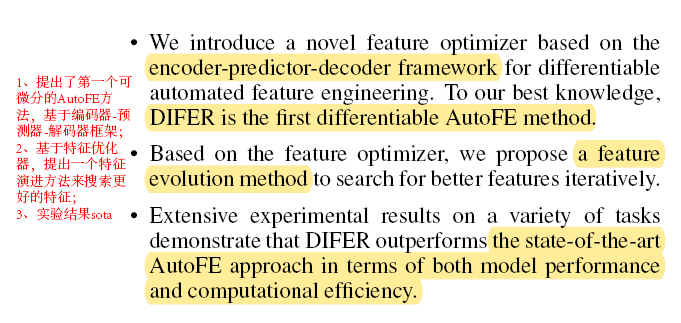 1、提出了第一个可
微分的AutoFE方
法，基于编码器-预
测器-解码器框架；
2、基于特征优化
器，提出一个特征
演进方法来搜索更
好的特征；
3、实验结果sota
• We introduce a novel feature optimizer based on the
encoder-predictor-decoder framework for differentiable
automated feature engineering. To our best knowledge,
DIFER is the first differentiable AutoFE method.
• Based on the feature optimizer, we propose a feature
evolution method to search for better features iteratively.
• Extensive experimental results on a variety of tasks
demonstrate that DIFER outperforms the state-of-the-art
AutoFE approach in terms of both model performance
and computational efficiency.